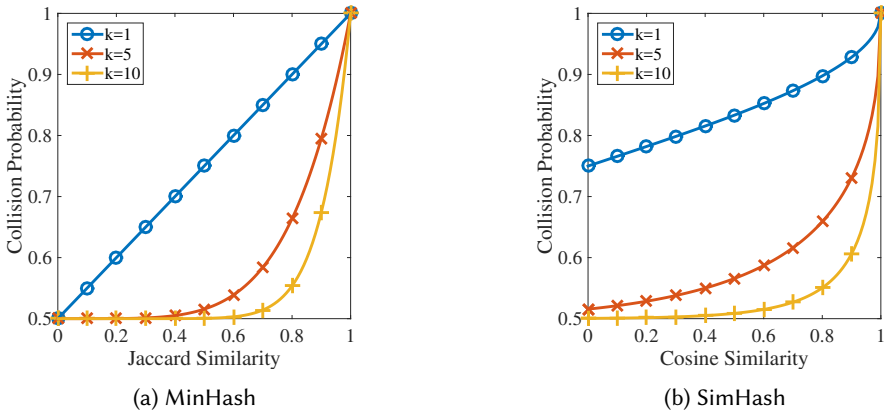 Collision Probability
1
0.9
0.8
0.7
0.6
0.5
k=1
k=5
k=10
0 0.2 0.4 0.6 0.8 1
Jaccard Similarity
(a) MinHash
Collision Probability
1
0.9
0.8
0.7
0.6
0.5
k=1
k=5
k=10
0 0.2 0.4 0.6 0.8 1
Cosine Similarity
(b) SimHash